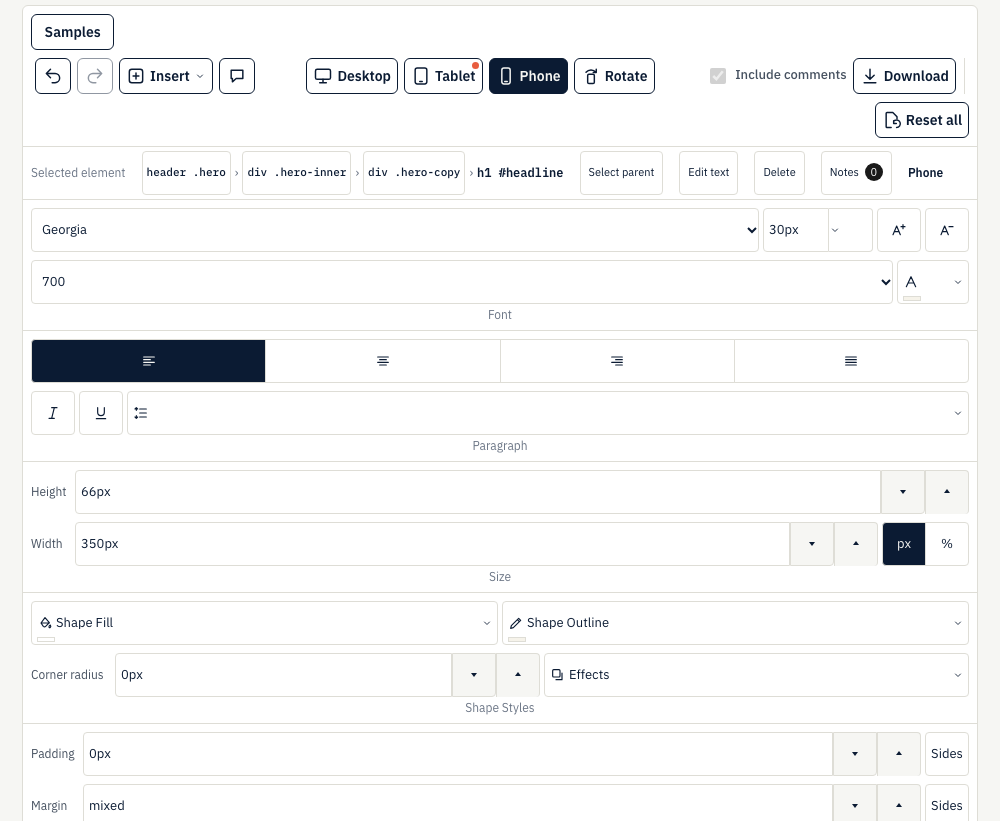 Samples
Insert
Desktop
Tablet
Phone
Rotate
Include comments
Download
Reset all
Selected element
header .hero › div .hero-inner › div .hero-copy › h1 #headline
Select parent
Edit text
Delete
Notes 0
Phone
Georgia
30px
A+
A−
700
A
Font
I
U
Paragraph
Height
66px
Width
350px
px
%
Size
Shape Fill
Shape Outline
Corner radius
0px
Effects
Shape Styles
Padding
0px
Sides
Margin
mixed
Sides